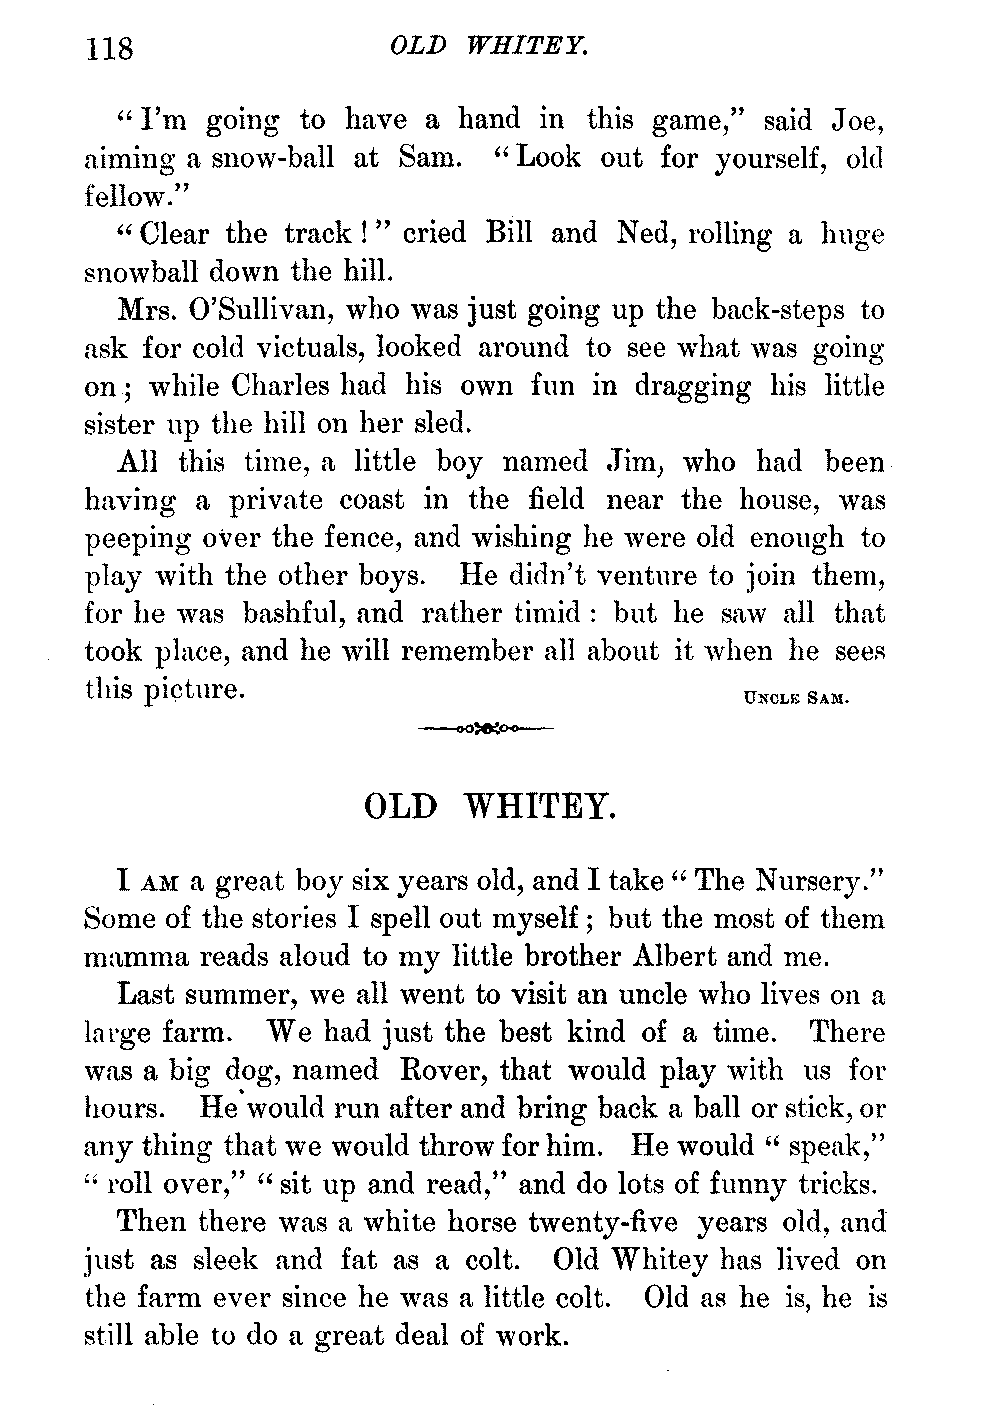 118 OLD WHITEY.
"I'm going to have a hand in this game," said Joe,
aiming a snow-ball at Sam. "Look out for yourself, old
fellow."
"Clear the track!" cried Bill and Ned, rolling a huge
snowball down the hill.
Mrs. O'Sullivan, who was just going up the back-steps to
ask for cold victuals, looked around to see what was going
on; while Charles had his own fun in dragging his little
sister up the hill on her sled.
All this time, a little boy named Jim, who had been
having a private coast in the field near the house, was
peeping over the fence, and wishing he were old enough to
play with the other boys. He didn't venture to join them,
for he was bashful, and rather timid: but he saw all that
took place, and he will remember all about it when he sees
this picture. UNCLE SAM.
OLD WHITEY.
I AM a great boy six years old, and I take "The Nursery."
Some of the stories I spell out myself; but the most of them
mamma reads aloud to my little brother Albert and me.
Last summer, we all went to visit an uncle who lives on a
large farm. We had just the best kind of a time. There
was a big dog, named Rover, that would play with us for
hours. He would run after and bring back a ball or stick, or
any thing that we would throw for him. He would "speak,"
"roll over," "sit up and read," and do lots of funny tricks.
Then there was a white horse twenty-five years old, and
just as sleek and fat as a colt. Old Whitey has lived on
the farm ever since he was a little colt. Old as he is, he is
still able to do a great deal of work.